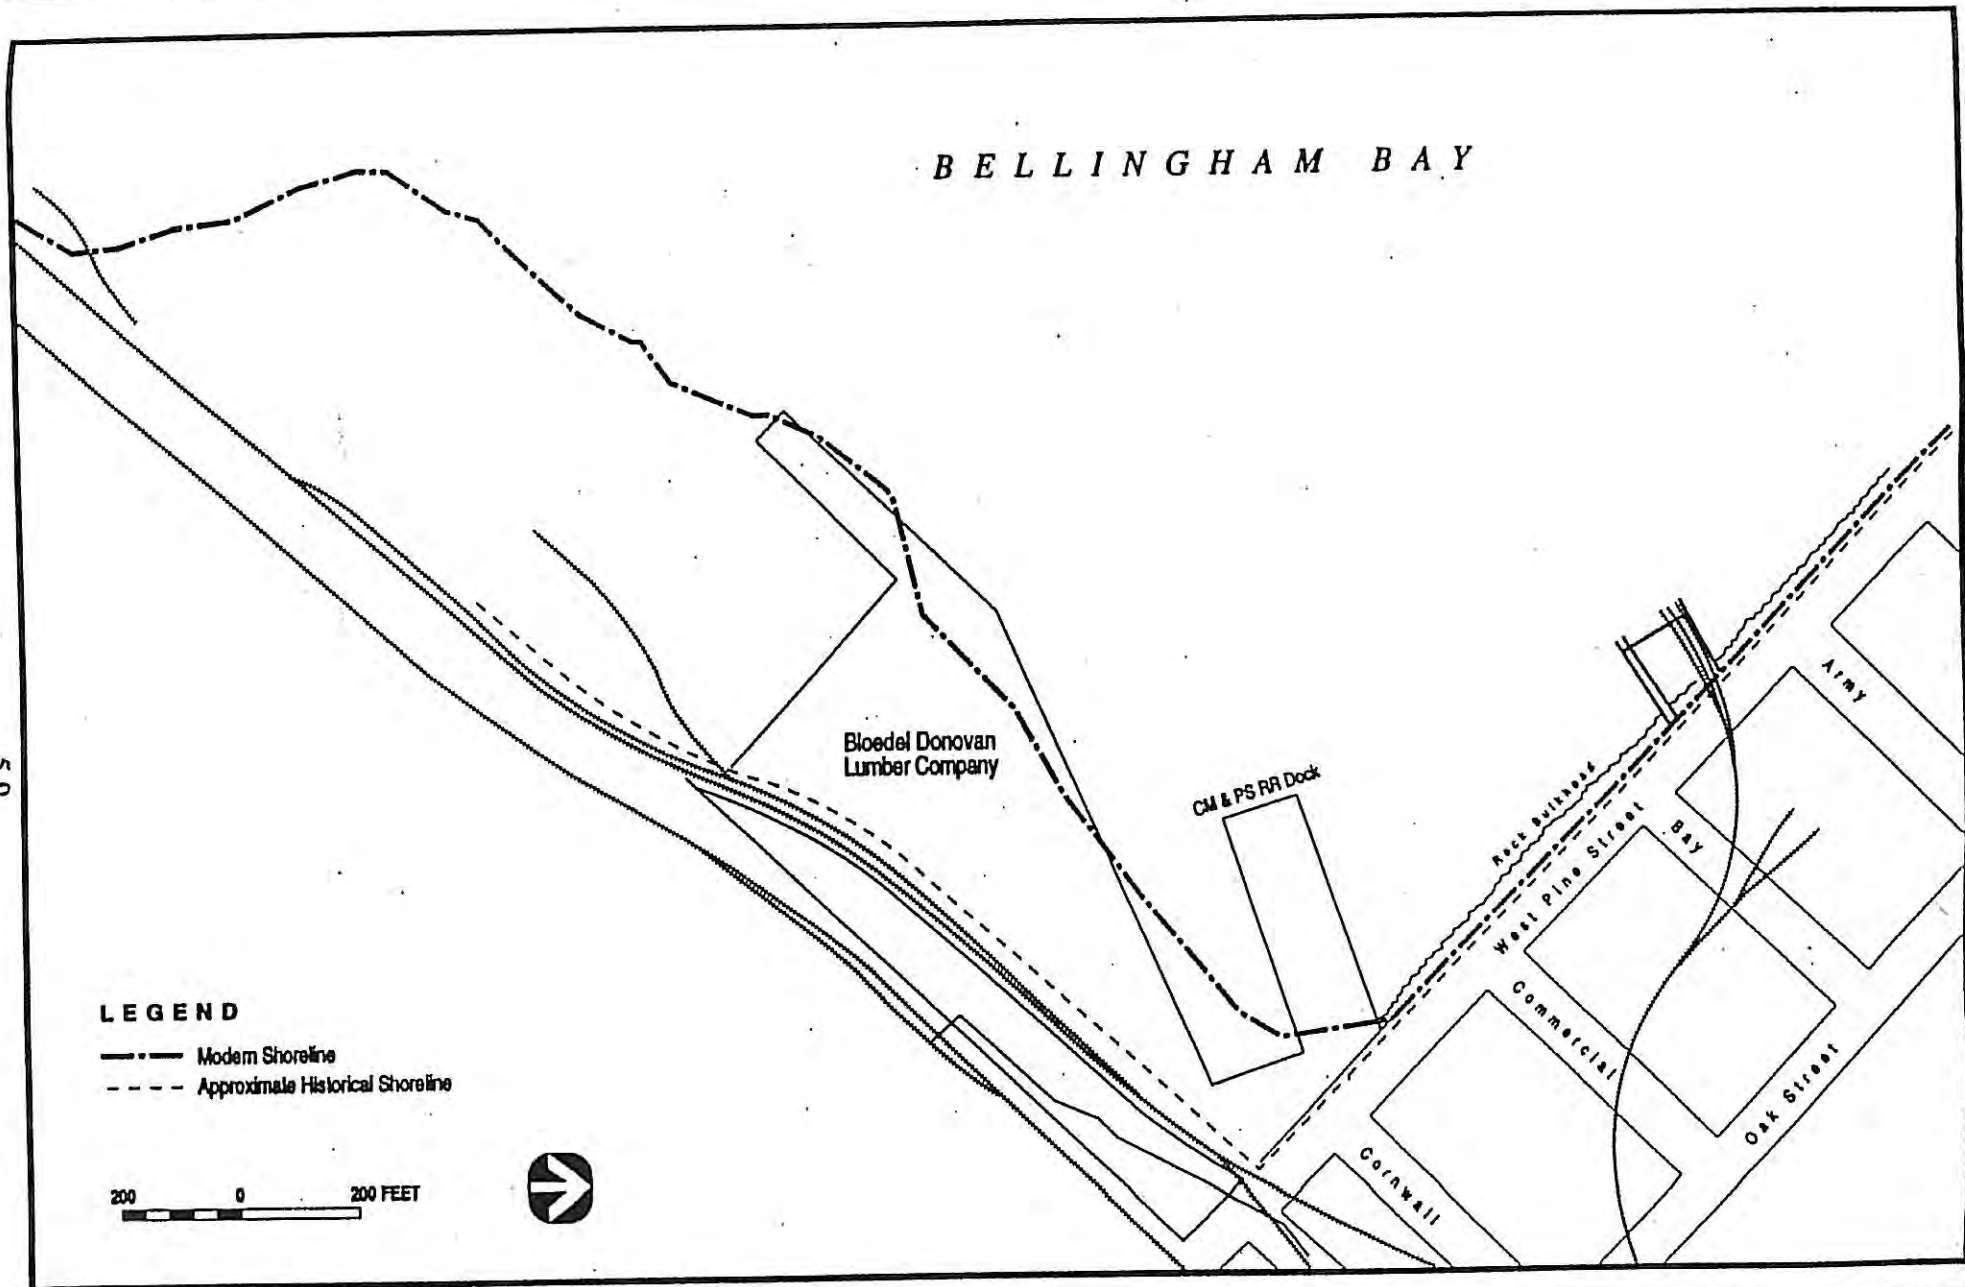 BELLINGHAM BAY
Bloedel Donovan
Lumber Company
CM & PS RR Dock
Rock Bulkhead
West Pine Street
Army
Bay
Commercial
Oak Street
Cornwall
LEGEND
Modern Shoreline
Approximate Historical Shoreline
200 0 200 FEET